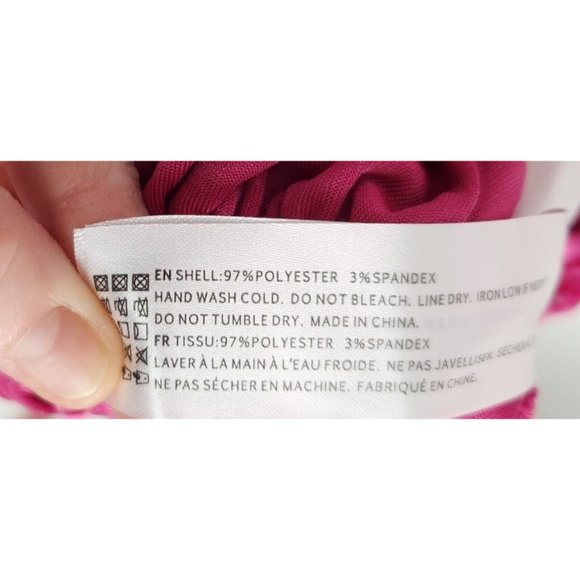 EN SHELL:97%POLYESTER 3%SPANDEX
HAND WASH COLD. DO NOT BLEACH. LINE DRY. IRON LOW IF
DO NOT TUMBLE DRY. MADE IN CHINA.
FR TISSU:97%POLYESTER 3%SPANDEX
LAVER À LA MAIN À L'EAU FROIDE. NE PAS JAVELLISER.
NE PAS SÉCHER EN MACHINE. FABRIQUÉ EN CHINE.